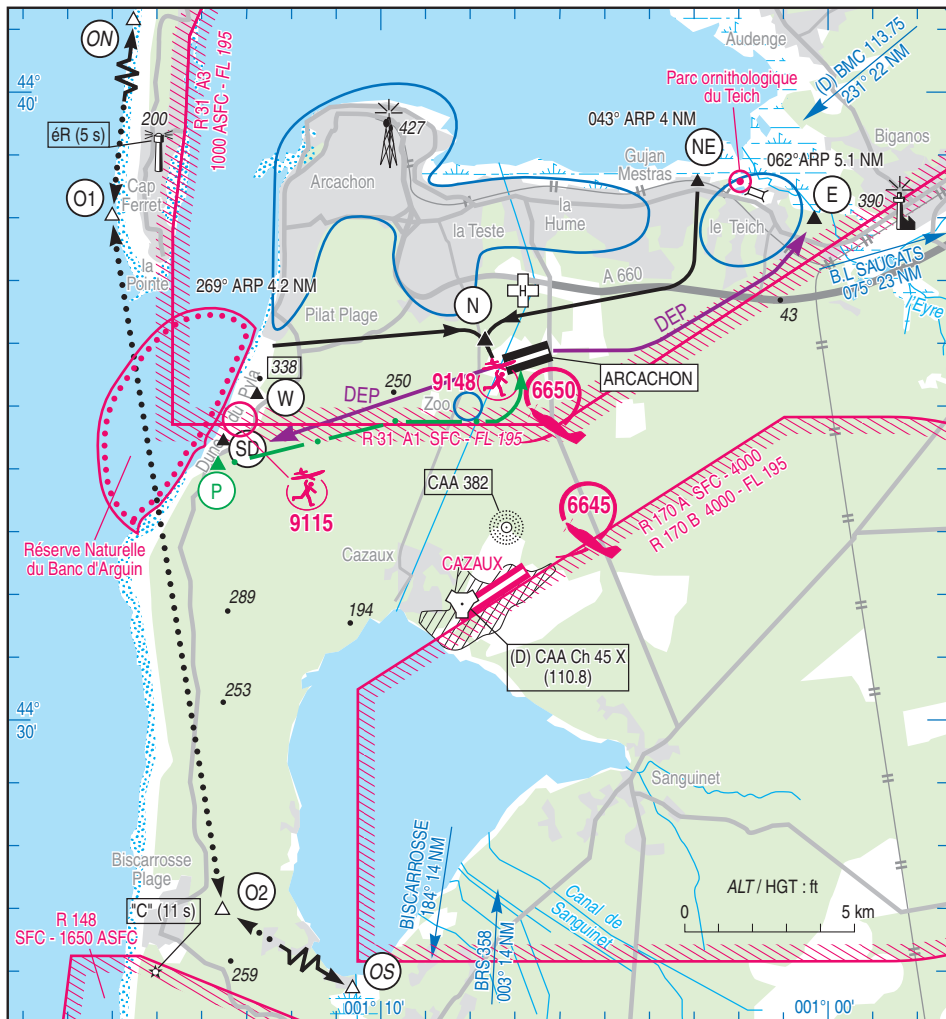 ON
44°
40'
R 31 A3
1000 ASFC - FL 195
200
éR (5 s)
Cap
Ferret
O1
la
Pointe
427
Arcachon
la Teste
la
Hume
Gujan
Mestras
Audenge
(D) BMC 113.75
231° 22 NM
Parc ornithologique
du Teich
043° ARP 4 NM
NE
Biganos
062° ARP 5.1 NM
E
390
le Teich
B.L SAUCATS
075° 23 NM
l'Eyre
A 660
43
269° ARP 4.2 NM
Pilat Plage
N
H
DEP
ARCACHON
338
W
DEP
250
Zoo
9148
6650
Dune du Pyla
SD
R 31 A1 SFC - FL 195
P
9115
CAA 382
6645
R 170 A SFC - 4000
R 170 B 4000 - FL 195
Réserve Naturelle
du Banc d'Arguin
Cazaux
CAZAUX
289
194
(D) CAA Ch 45 X
(110.8)
253
44°
30'
Sanguinet
Biscarrosse
Plage
O2
"C" (11 s)
BISCARROSSE
184° 14 NM
BRS 358
003° 14 NM
Canal de
Sanguinet
ALT / HGT : ft
0
5 km
R 148
SFC - 1650 ASFC
259
OS
001° 10'
001° 00'